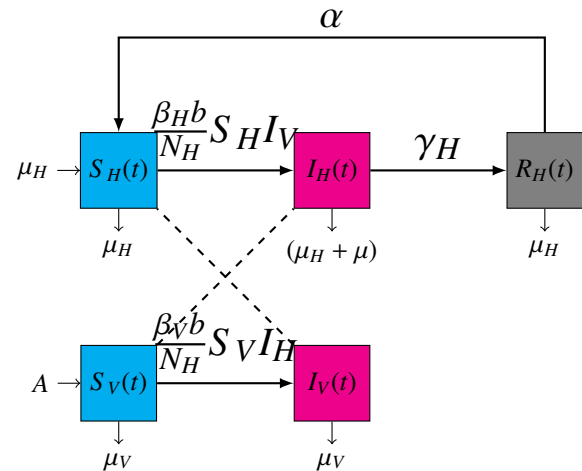 α
β_H b / N_H S_H I_V
γ_H
μ_H
S_H(t)
I_H(t)
R_H(t)
μ_H
(μ_H + μ)
μ_H
β_V b / N_H S_V I_H
A
S_V(t)
I_V(t)
μ_V
μ_V